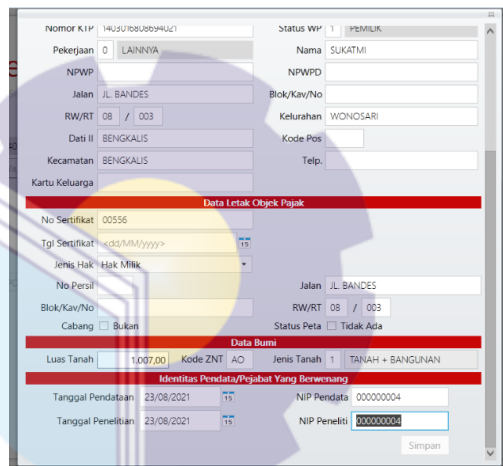 Nomor KTP 1403016808694021 Status WP 1 PEMILIK
Pekerjaan 0 LAINNYA Nama SUKATMI
NPWP NPWPD
Jalan JL. BANDES Blok/Kav/No
RW/RT 08 / 003 Kelurahan WONOSARI
Dati II BENGKALIS Kode Pos
Kecamatan BENGKALIS Telp.
Kartu Keluarga
Data Letak Objek Pajak
No Sertifikat 00556
Tgl Sertifikat <dd/MM/yyyy> 15
Jenis Hak Hak Milik
No Persil Jalan JL. BANDES
Blok/Kav/No RW/RT 08 / 003
Cabang Bukan Status Peta Tidak Ada
Data Bumi
Luas Tanah 1.007,00 Kode ZNT AO Jenis Tanah 1 TANAH + BANGUNAN
Identitas Pendata/Pejabat Yang Berwenang
Tanggal Pendataan 23/08/2021 15 NIP Pendata 000000004
Tanggal Penelitian 23/08/2021 15 NIP Peneliti 000000004
Simpan